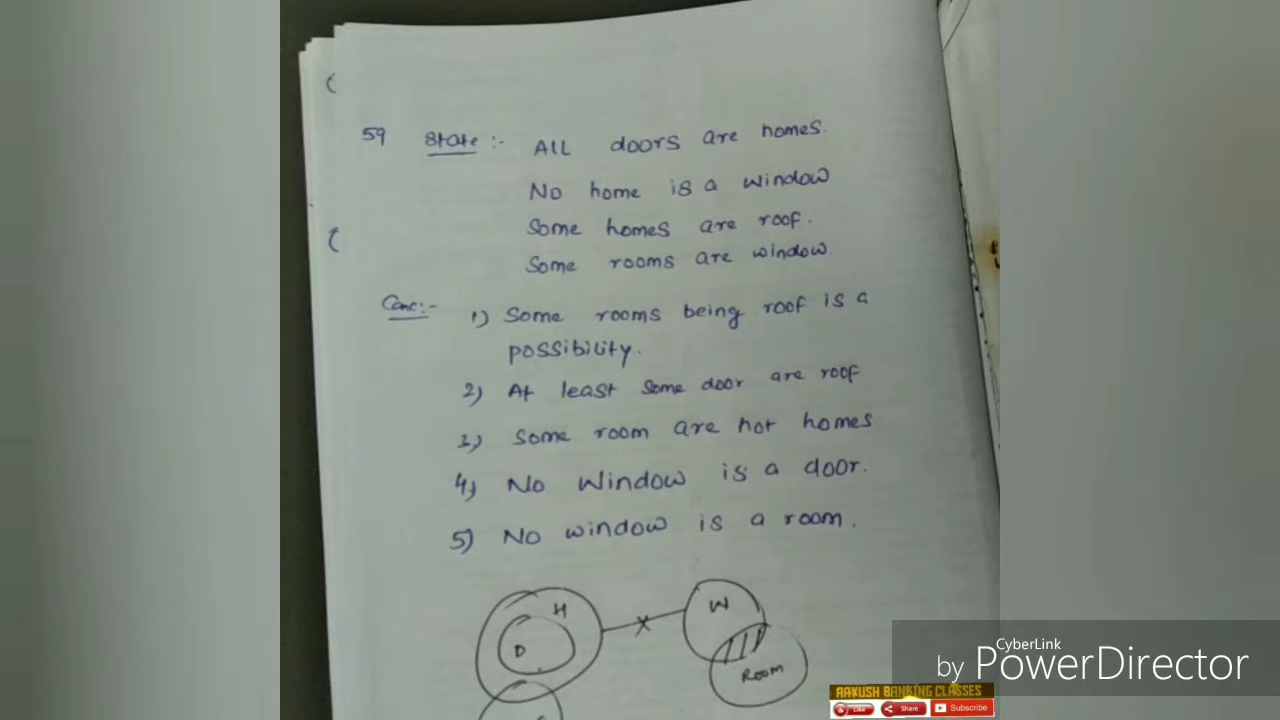 59 State :- All doors are homes.
No home is a window
Some homes are roof.
Some rooms are window
Conc:- 1) Some rooms being roof is a
possibility.
2) At least some door are roof
3) Some room are not homes
4) No window is a door.
5) No window is a room.
H
D
W
Room
CyberLink
by PowerDirector
AAKUSH BANKING CLASSES
Like Share Subscribe